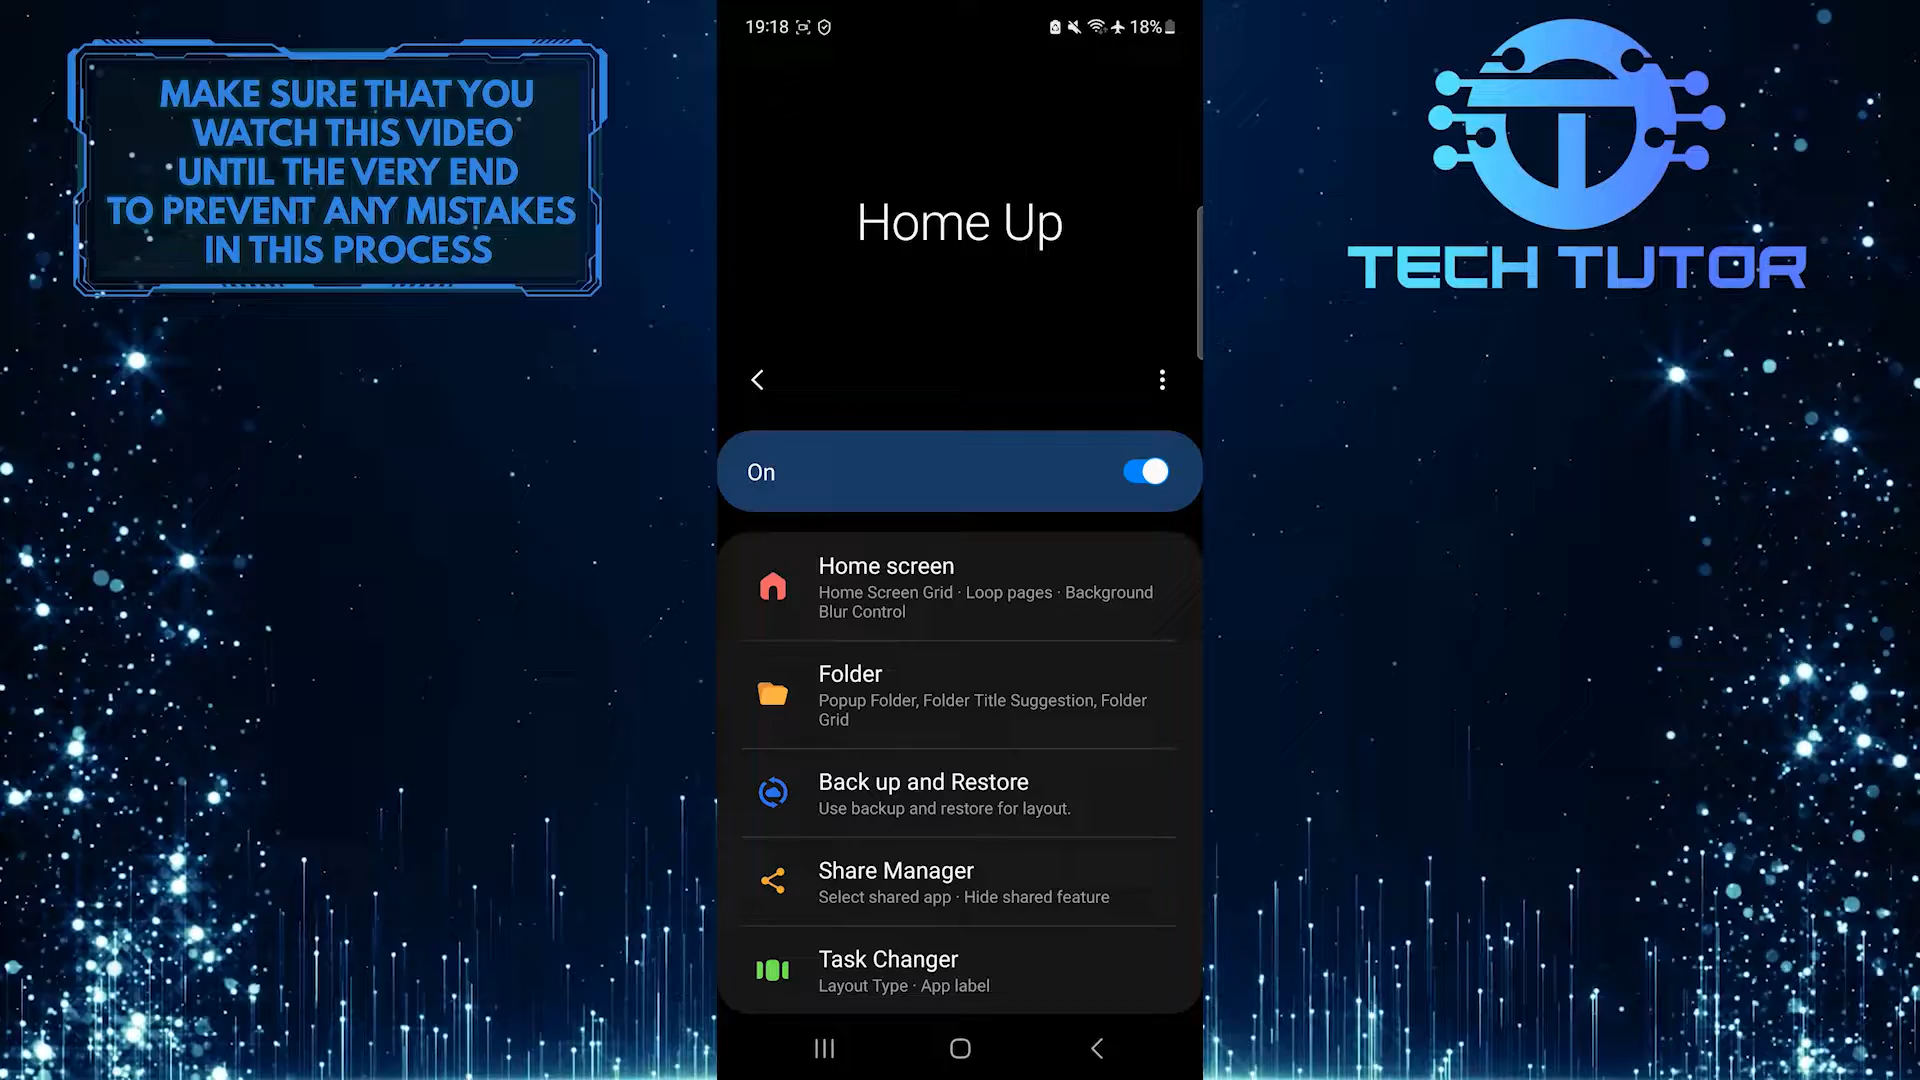 MAKE SURE THAT YOU
WATCH THIS VIDEO
UNTIL THE VERY END
TO PREVENT ANY MISTAKES
IN THIS PROCESS
19:18
18%
Home Up
On
Home screen
Home Screen Grid · Loop pages · Background
Blur Control
Folder
Popup Folder, Folder Title Suggestion, Folder
Grid
Back up and Restore
Use backup and restore for layout.
Share Manager
Select shared app · Hide shared feature
Task Changer
Layout Type · App label
TECH TUTOR